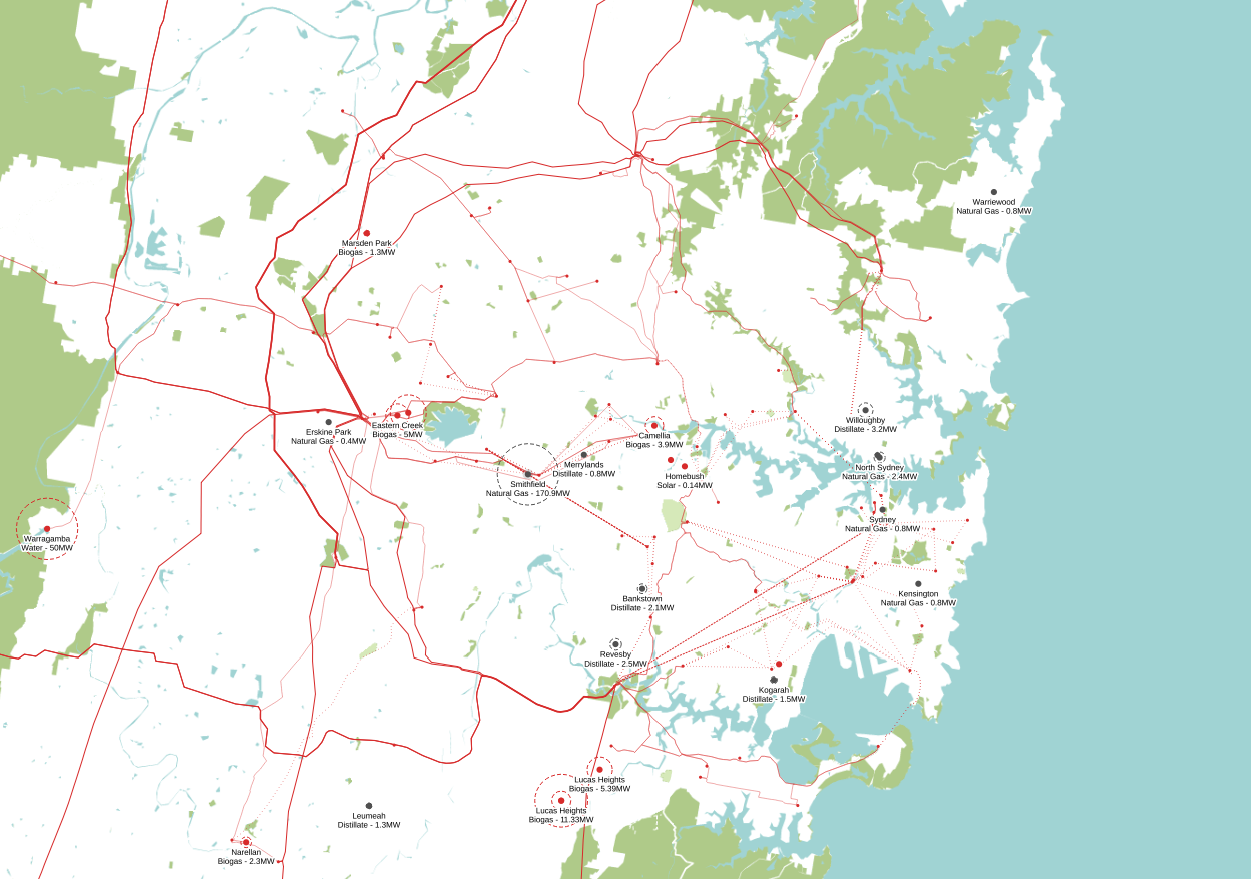 Warriewood
Natural Gas - 0.8MW
Marsden Park
Biogas - 1.3MW
Erskine Park
Natural Gas - 0.4MW
Eastern Creek
Biogas - 5MW
Willoughby
Distillate - 3.2MW
Camellia
Biogas - 3.9MW
Merrylands
Distillate - 0.8MW
Smithfield
Natural Gas - 170.9MW
Homebush
Solar - 0.14MW
North Sydney
Natural Gas - 2.4MW
Sydney
Natural Gas - 0.8MW
Warragamba
Water - 50MW
Bankstown
Distillate - 2.1MW
Kensington
Natural Gas - 0.8MW
Revesby
Distillate - 2.5MW
Kogarah
Distillate - 1.5MW
Lucas Heights
Biogas - 5.39MW
Lucas Heights
Biogas - 11.33MW
Leumeah
Distillate - 1.3MW
Narellan
Biogas - 2.3MW